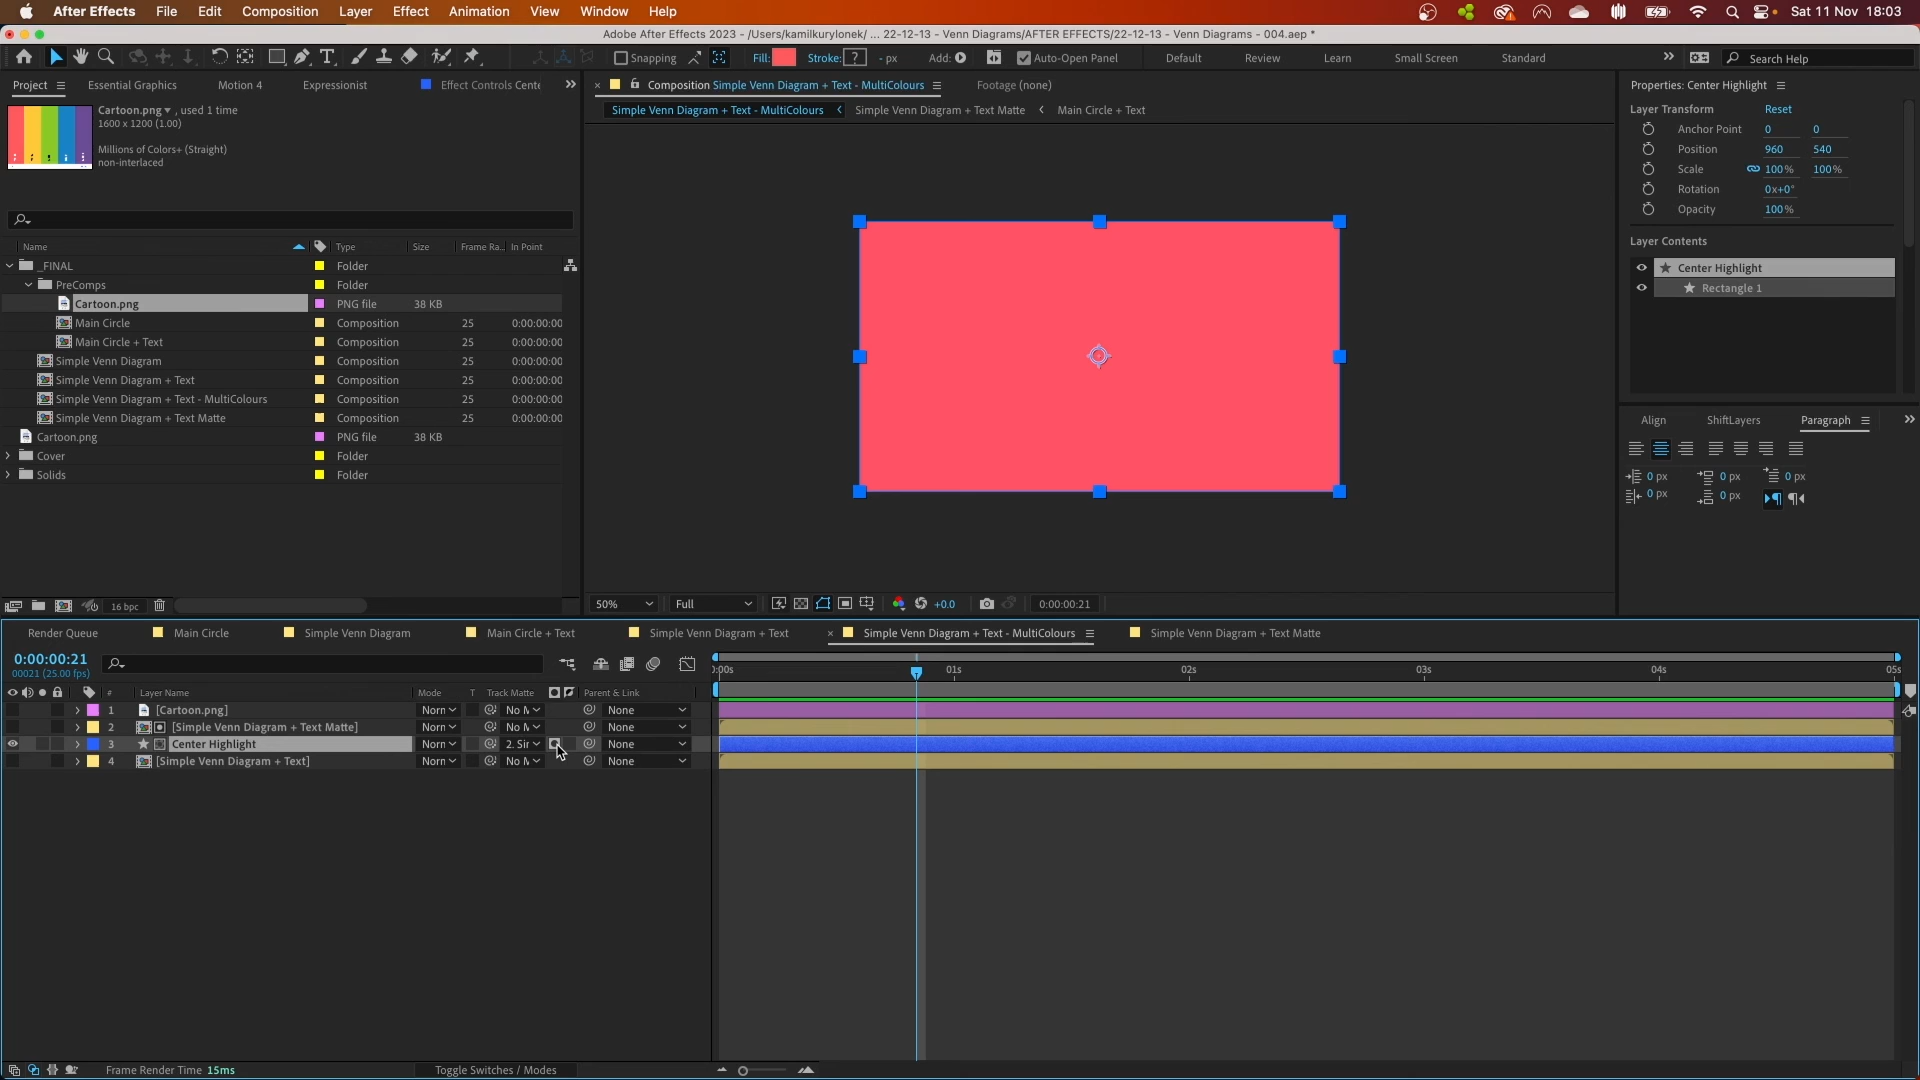 After Effects File Edit Composition Layer Effect Animation View Window Help Sat 11 Nov 18:03
Adobe After Effects 2023 - /Users/kamilkurylonek/ ... 22-12-13 - Venn Diagrams/AFTER EFFECTS/22-12-13 - Venn Diagrams - 004.aep *
Snapping Fill: Stroke: ? - px Add: Auto-Open Panel Default Review Learn Small Screen Standard Search Help
Project Essential Graphics Motion 4 Expressionist Effect Controls Cente
Composition Simple Venn Diagram + Text - MultiColours Footage (none)
Simple Venn Diagram + Text - MultiColours Simple Venn Diagram + Text Matte Main Circle + Text
Cartoon.png , used 1 time
1600 x 1200 (1.00)
Millions of Colors+ (Straight)
non-interlaced
Name Type Size Frame Ra... In Point
_FINAL Folder
PreComps Folder
Cartoon.png PNG file 38 KB
Main Circle Composition 25 0:00:00:00
Main Circle + Text Composition 25 0:00:00:00
Simple Venn Diagram Composition 25 0:00:00:00
Simple Venn Diagram + Text Composition 25 0:00:00:00
Simple Venn Diagram + Text - MultiColours Composition 25 0:00:00:00
Simple Venn Diagram + Text Matte Composition 25 0:00:00:00
Cartoon.png PNG file 38 KB
Cover Folder
Solids Folder
16 bpc
50% Full +0.0 0:00:00:21
Properties: Center Highlight
Layer Transform Reset
Anchor Point 0 0
Position 960 540
Scale 100% 100%
Rotation 0x+0°
Opacity 100%
Layer Contents
Center Highlight
Rectangle 1
Align ShiftLayers Paragraph
0 px 0 px 0 px
0 px 0 px
Render Queue Main Circle Simple Venn Diagram Main Circle + Text Simple Venn Diagram + Text Simple Venn Diagram + Text - MultiColours Simple Venn Diagram + Text Matte
0:00:00:21
00021 (25.00 fps)
):00s 01s 02s 03s 04s 05s
# Layer Name Mode T Track Matte Parent & Link
1 [Cartoon.png] Norn No M None
2 [Simple Venn Diagram + Text Matte] Norn No M None
3 Center Highlight Norn 2. Sir None
4 [Simple Venn Diagram + Text] Norn No M None
Frame Render Time 15ms Toggle Switches / Modes